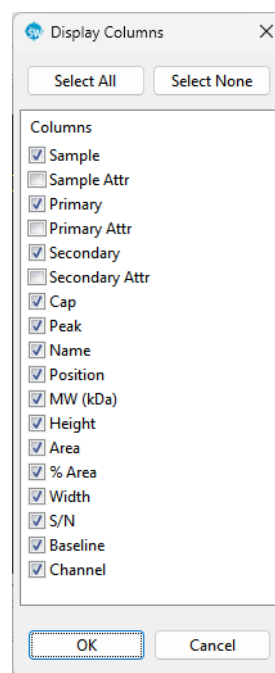 SW Display Columns
Select All Select None
Columns
Sample
Sample Attr
Primary
Primary Attr
Secondary
Secondary Attr
Cap
Peak
Name
Position
MW (kDa)
Height
Area
% Area
Width
S/N
Baseline
Channel
OK Cancel